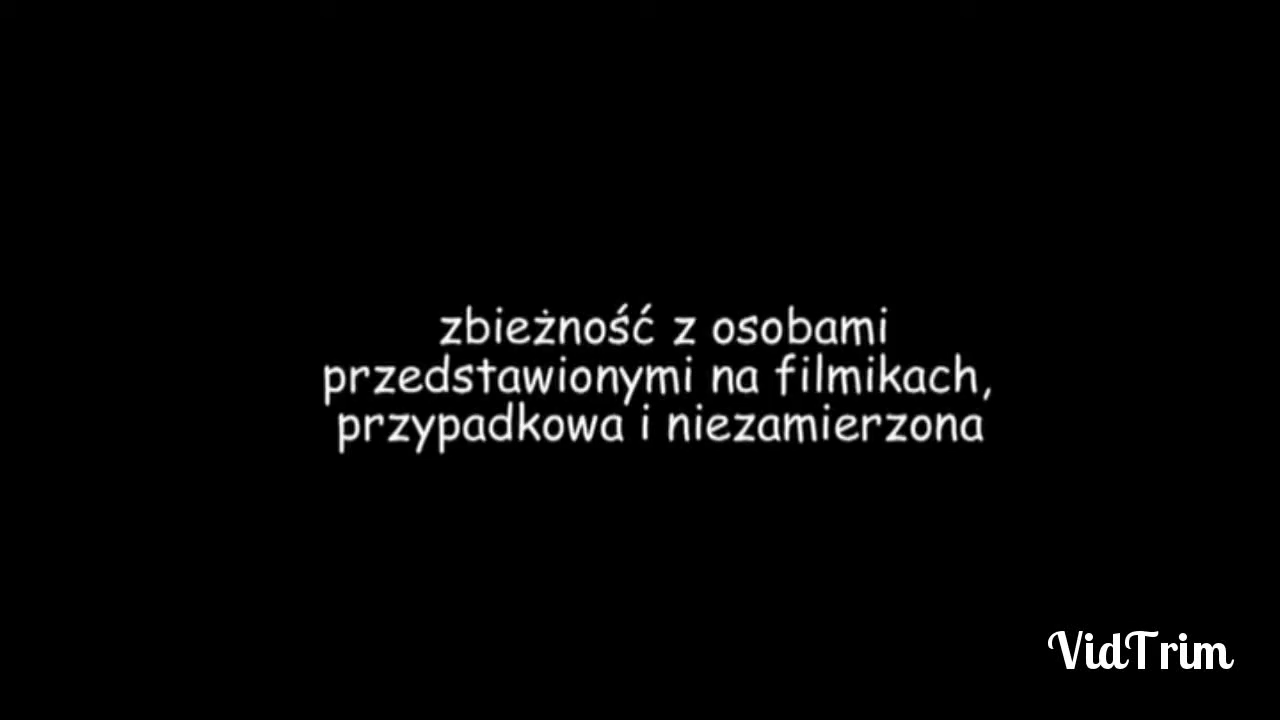 zbieżność z osobami
przedstawionymi na filmikach,
przypadkowa i niezamierzona
VidTrim